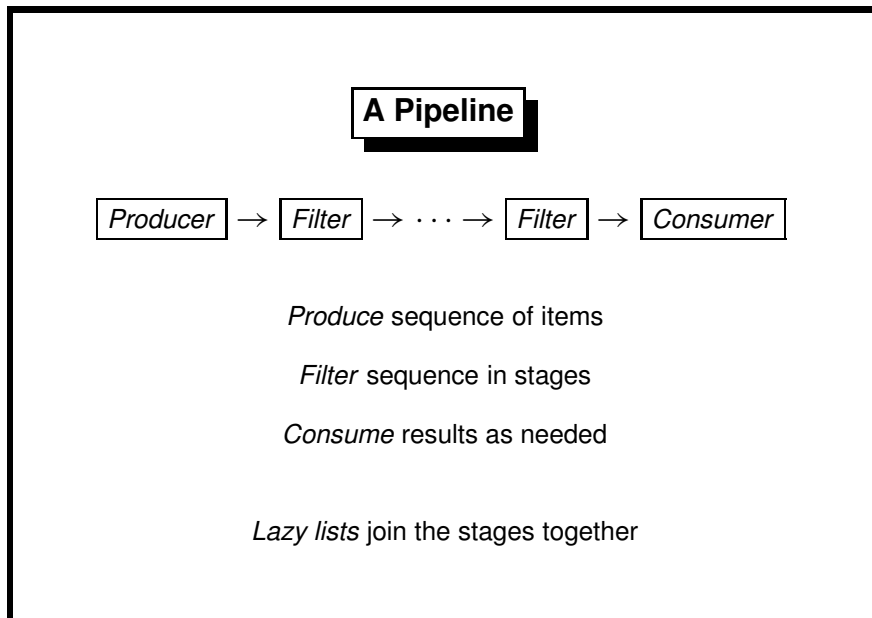 A Pipeline
Producer → Filter → · · · → Filter → Consumer
Produce sequence of items
Filter sequence in stages
Consume results as needed
Lazy lists join the stages together